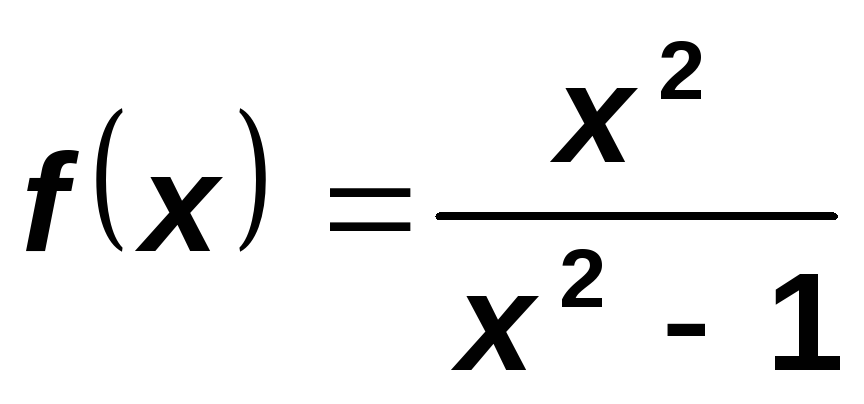 f(x) = x² / x² - 1